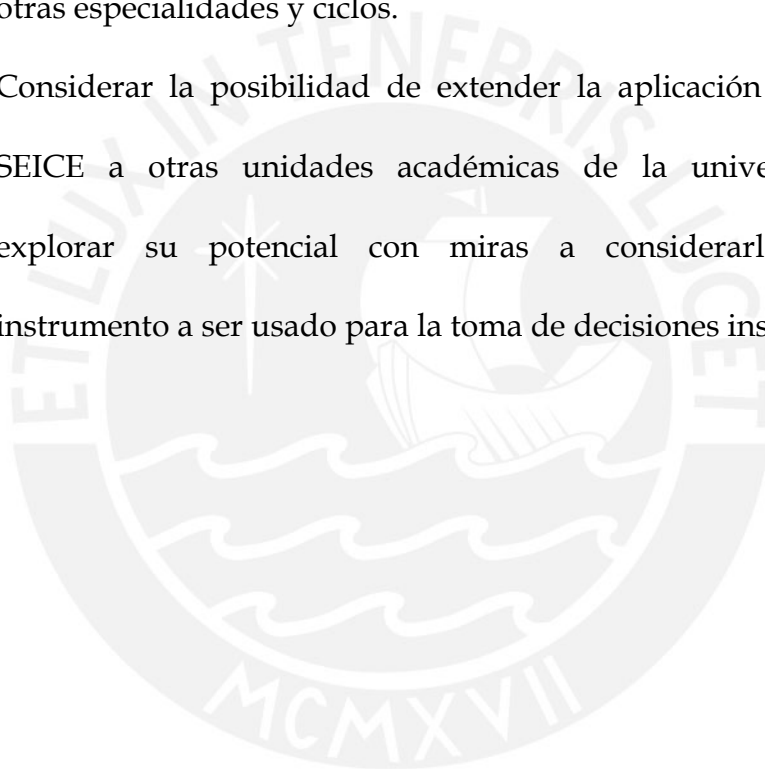 otras especialidades y ciclos.
Considerar la posibilidad de extender la aplicación
SEICE a otras unidades académicas de la unive
explorar su potencial con miras a considerarl
instrumento a ser usado para la toma de decisiones ins
ET LUX IN TENEBRIS LUCET
MCMXVII